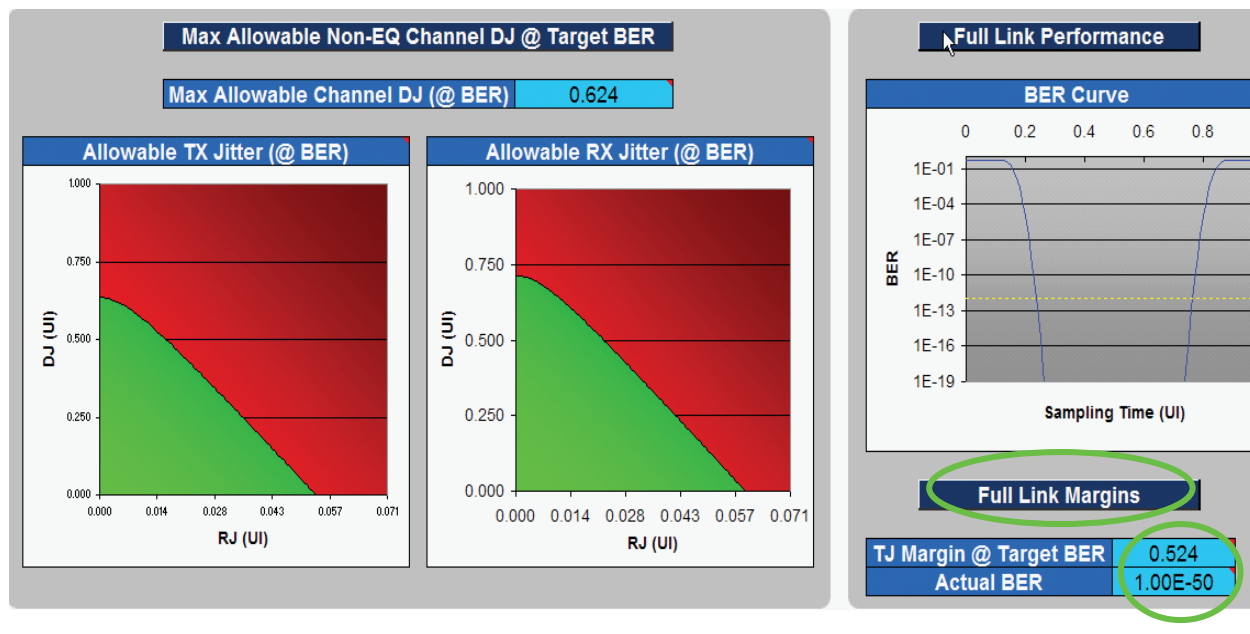 Max Allowable Non-EQ Channel DJ @ Target BER
Max Allowable Channel DJ (@ BER) 0.624
Allowable TX Jitter (@ BER)
1.000
0.750
0.500
0.250
0.000
DJ (UI)
0.000 0.014 0.028 0.043 0.057 0.071
RJ (UI)
Allowable RX Jitter (@ BER)
1.000
0.750
0.500
0.250
0.000
DJ (UI)
0.000 0.014 0.028 0.043 0.057 0.071
RJ (UI)
Full Link Performance
BER Curve
0 0.2 0.4 0.6 0.8
1E-01
1E-04
1E-07
1E-10
1E-13
1E-16
1E-19
BER
Sampling Time (UI)
Full Link Margins
TJ Margin @ Target BER 0.524
Actual BER 1.00E-50